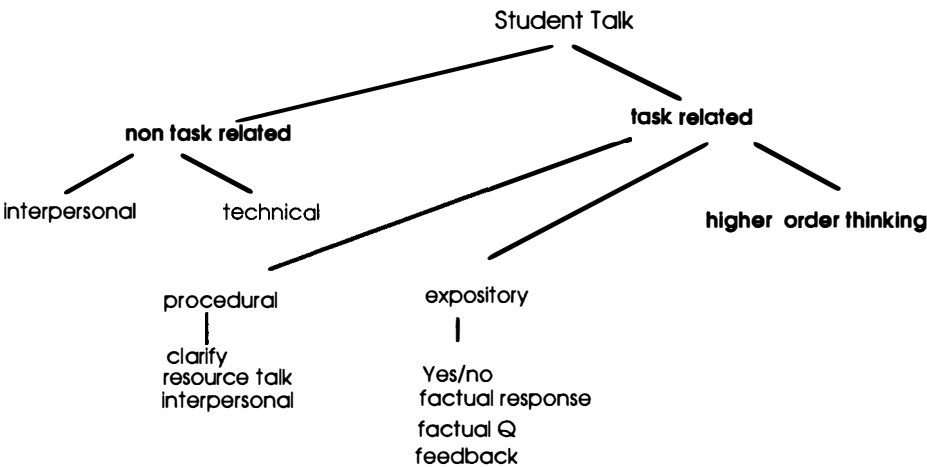 Student Talk
non task related
task related
interpersonal
technical
higher order thinking
procedural
expository
clarify
resource talk
interpersonal
Yes/no
factual response
factual Q
feedback